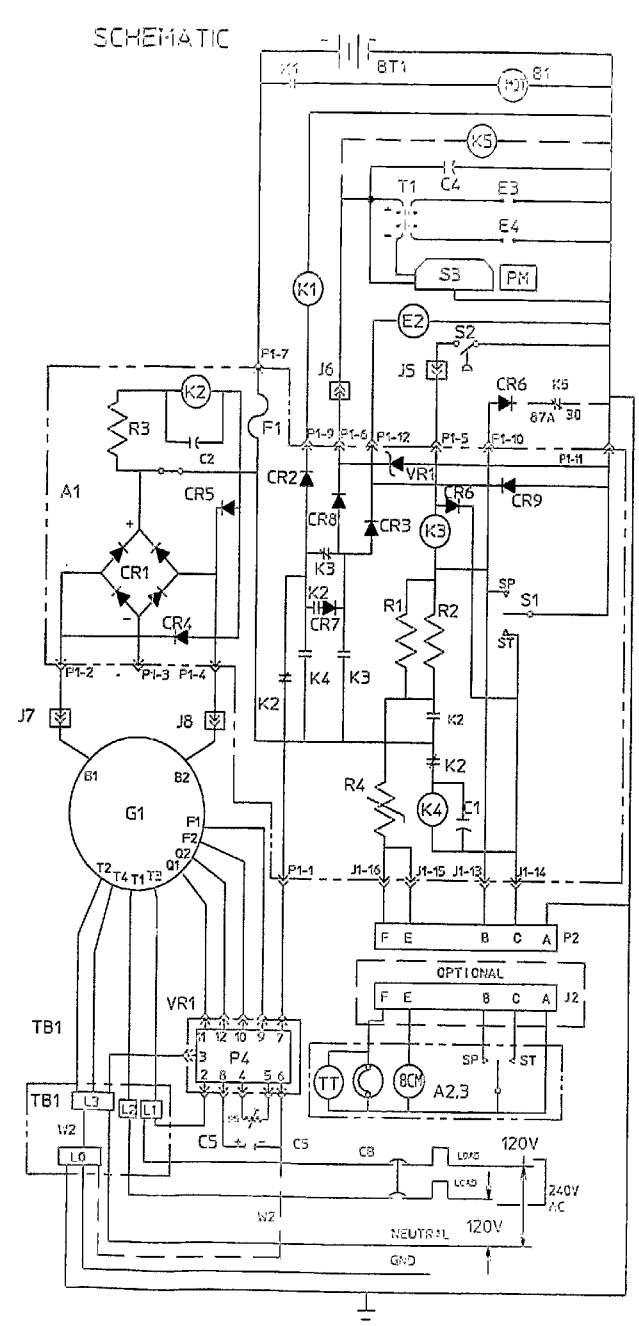 SCHEMATIC
BT1
B1
MOT
K5
C4
T1
E3
E4
S3
PM
K1
E2
S2
P1-7
J6
J5
K2
R3
C2
F1
CR6
K5
87A
30
P1-9
P1-6
P1-12
P1-5
P1-10
P1-11
A1
CR5
CR2
VR1
CR6
CR9
CR8
CR3
K3
+
CR1
-
K3
SP
S1
K2
CR7
R1
R2
ST
CR4
K4
K3
P1-2
P1-3
P1-4
K2
K2
J7
J8
K2
B1
B2
R4
K4
C1
G1
F1
F2
Q2
Q1
T2
T4
T1
T3
P1-1
J1-16
J1-15
J1-13
J1-14
F
E
B
C
A
P2
OPTIONAL
F
E
B
C
A
J2
VR1
11
12
10
9
7
3
P4
2
8
4
5
6
TB1
TT
BCM
SP
ST
A2,3
TB1
L3
L2
L1
W2
L0
C5
+
-
C5
CB
LOAD
120V
LOAD
240V
AC
W2
NEUTRAL
120V
GND